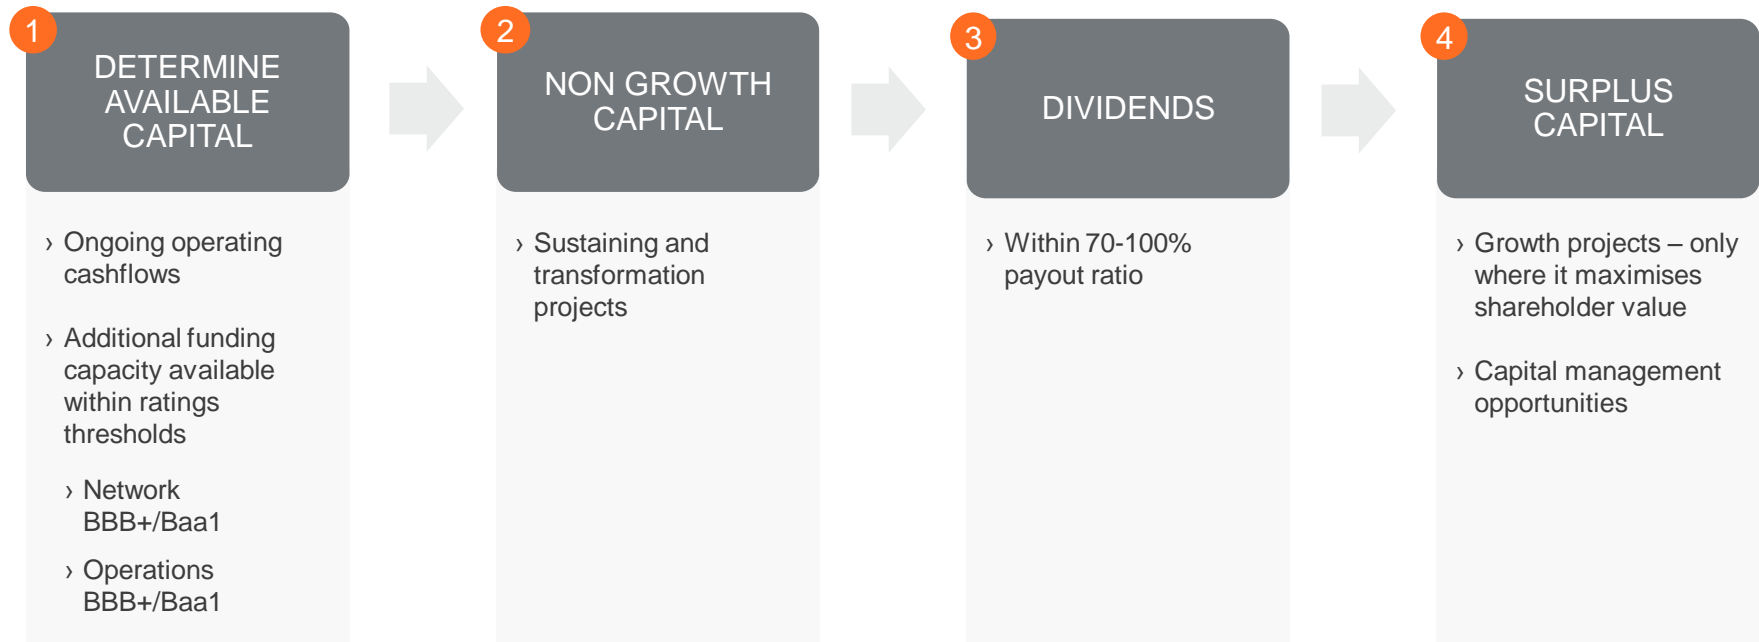 1
DETERMINE
AVAILABLE
CAPITAL
› Ongoing operating
cashflows
› Additional funding
capacity available
within ratings
thresholds
› Network
BBB+/Baa1
› Operations
BBB+/Baa1
2
NON GROWTH
CAPITAL
› Sustaining and
transformation
projects
3
DIVIDENDS
› Within 70-100%
payout ratio
4
SURPLUS
CAPITAL
› Growth projects – only
where it maximises
shareholder value
› Capital management
opportunities